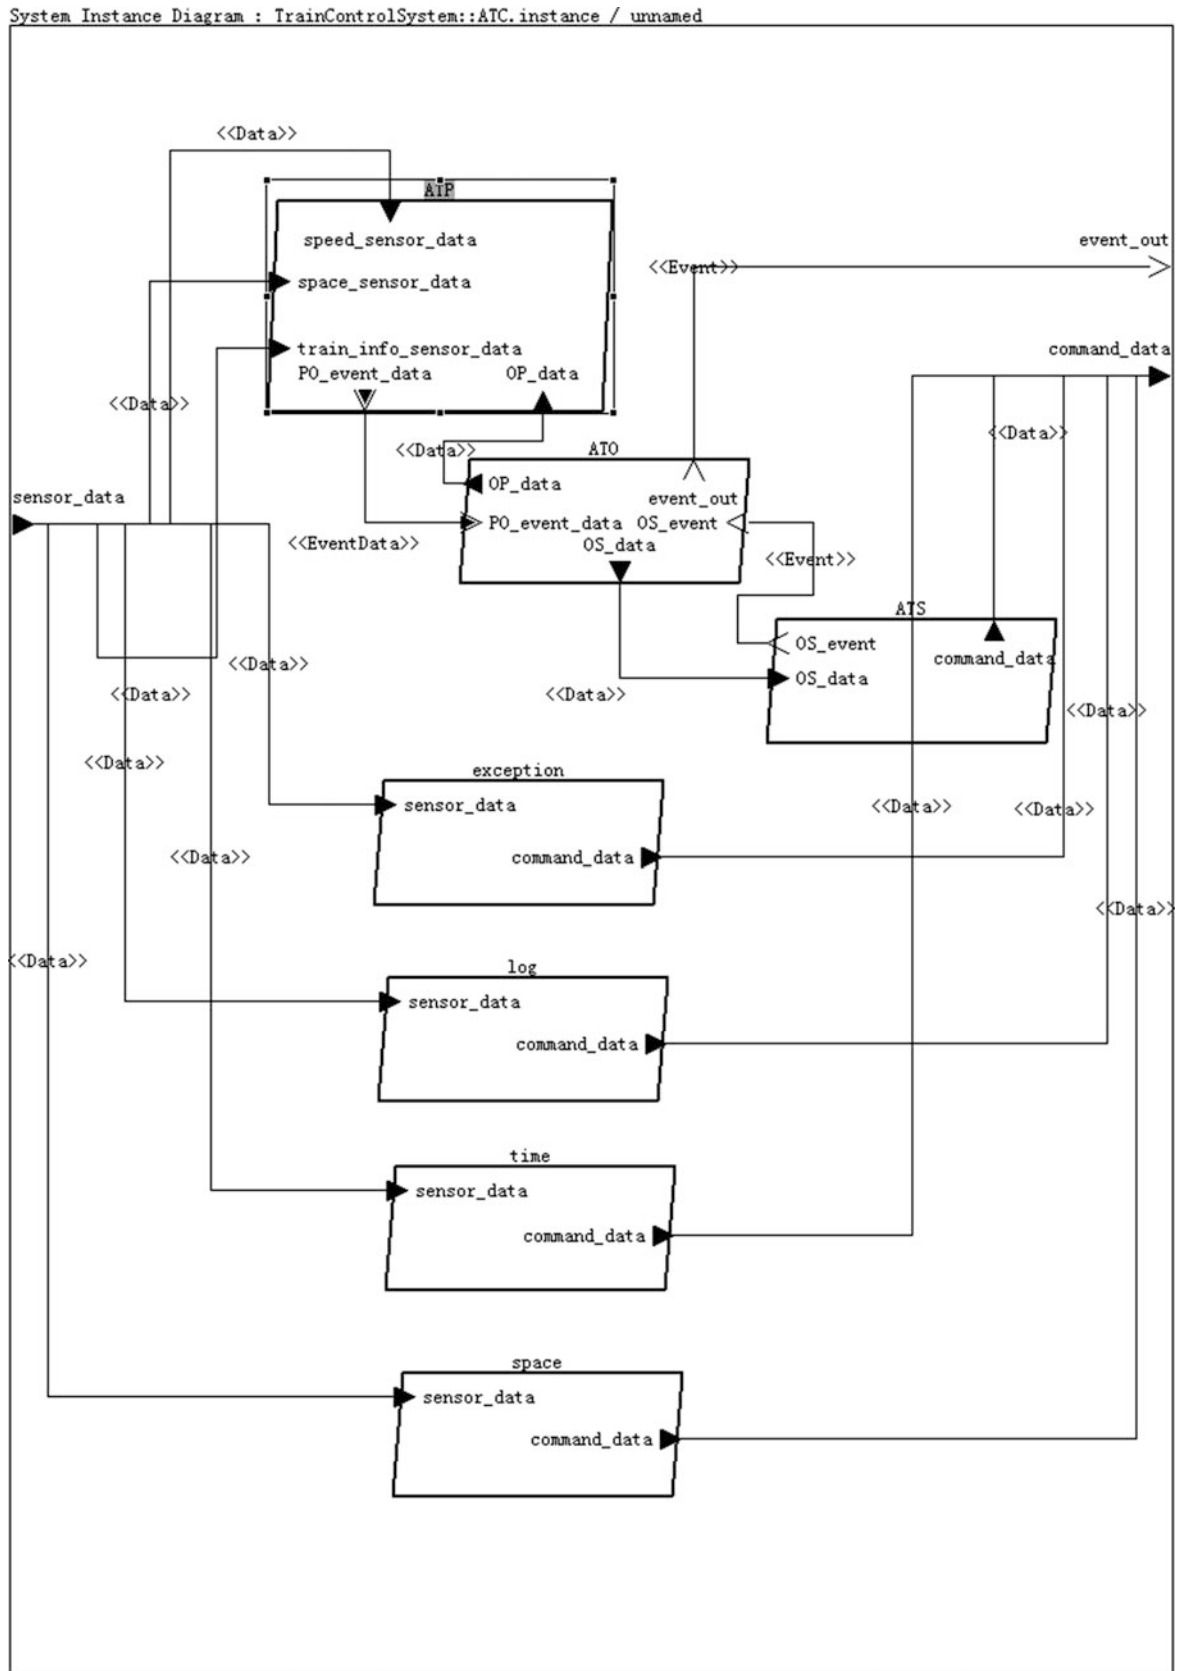 System Instance Diagram : TrainControlSystem::ATC.instance / unnamed
<<Data>>
ATP
speed_sensor_data
event_out
<<Event>>
space_sensor_data
train_info_sensor_data
command_data
PO_event_data
OP_data
<<Data>>
<<Data>>
<<Data>>
ATO
OP_data
sensor_data
event_out
PO_event_data
OS_event
<<EventData>>
OS_data
<<Event>>
ATS
OS_event
command_data
<<Data>>
OS_data
<<Data>>
<<Data>>
<<Data>>
<<Data>>
exception
sensor_data
<<Data>>
<<Data>>
<<Data>>
command_data
<<Data>>
<<Data>>
log
sensor_data
command_data
time
sensor_data
command_data
space
sensor_data
command_data